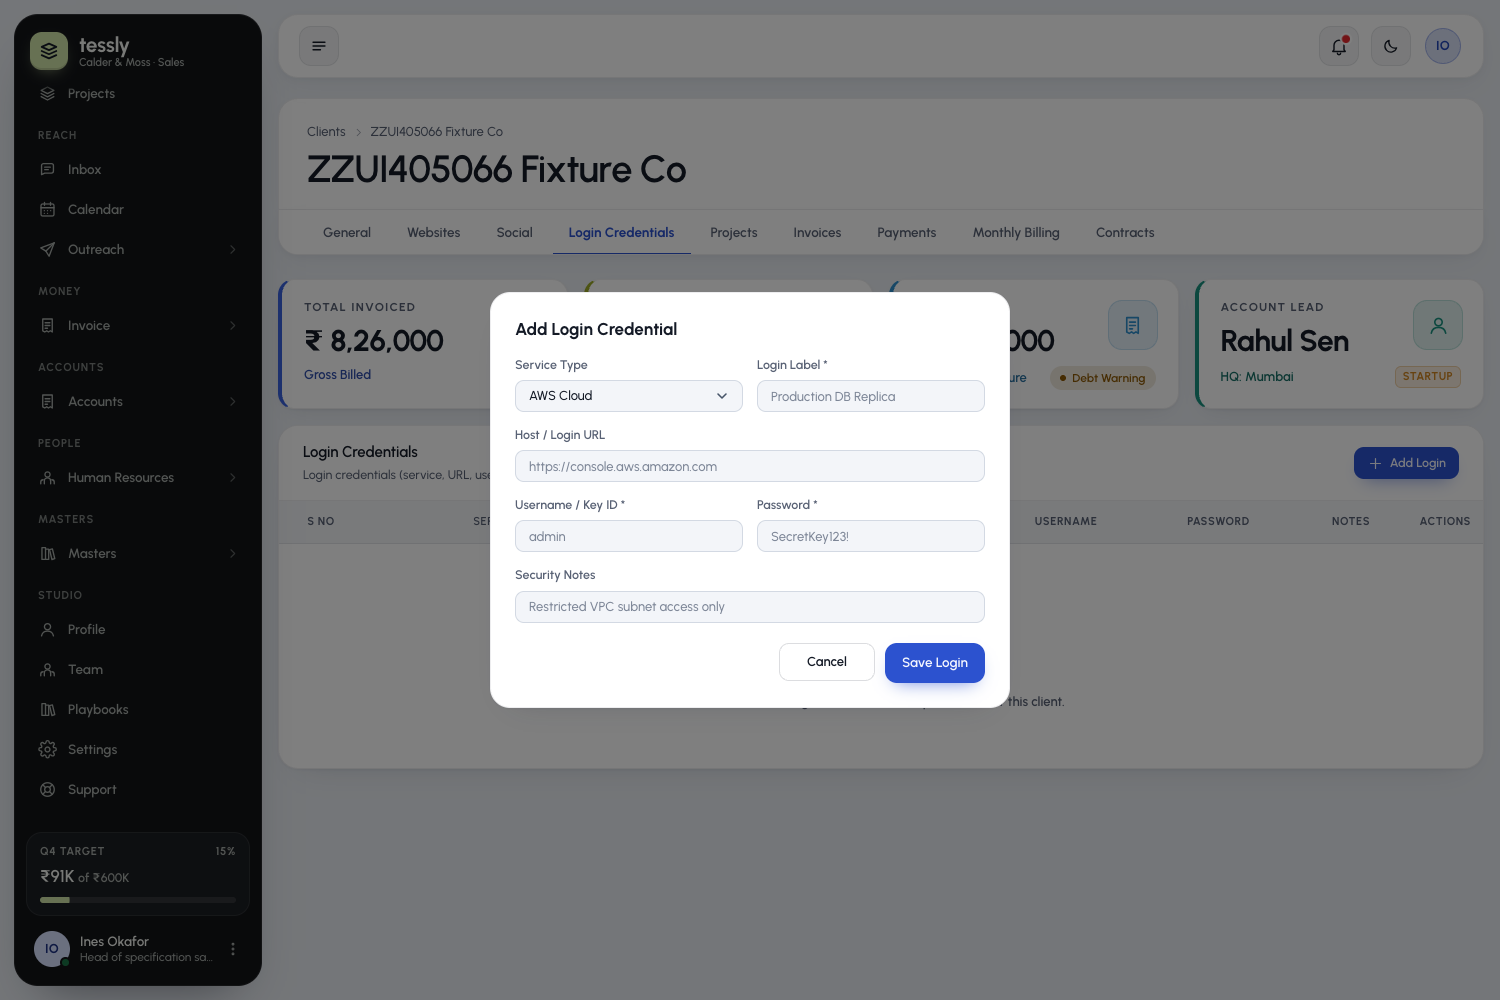 tessly
Calder & Moss · Sales
Projects
REACH
Inbox
Calendar
Outreach
MONEY
Invoice
ACCOUNTS
Accounts
PEOPLE
Human Resources
MASTERS
Masters
STUDIO
Profile
Team
Playbooks
Settings
Support
Q4 TARGET 15%
₹91K of ₹600K
IO
Ines Okafor
Head of specification sa...
IO
Clients > ZZUI405066 Fixture Co
ZZUI405066 Fixture Co
General Websites Social Login Credentials Projects Invoices Payments Monthly Billing Contracts
TOTAL INVOICED
₹ 8,26,000
Gross Billed
000
ure
Debt Warning
ACCOUNT LEAD
Rahul Sen
HQ: Mumbai
STARTUP
Login Credentials
Login credentials (service, URL, use
Add Login
S NO SER USERNAME PASSWORD NOTES ACTIONS
this client.
Add Login Credential
Service Type
AWS Cloud
Login Label *
Production DB Replica
Host / Login URL
https://console.aws.amazon.com
Username / Key ID *
admin
Password *
SecretKey123!
Security Notes
Restricted VPC subnet access only
Cancel
Save Login